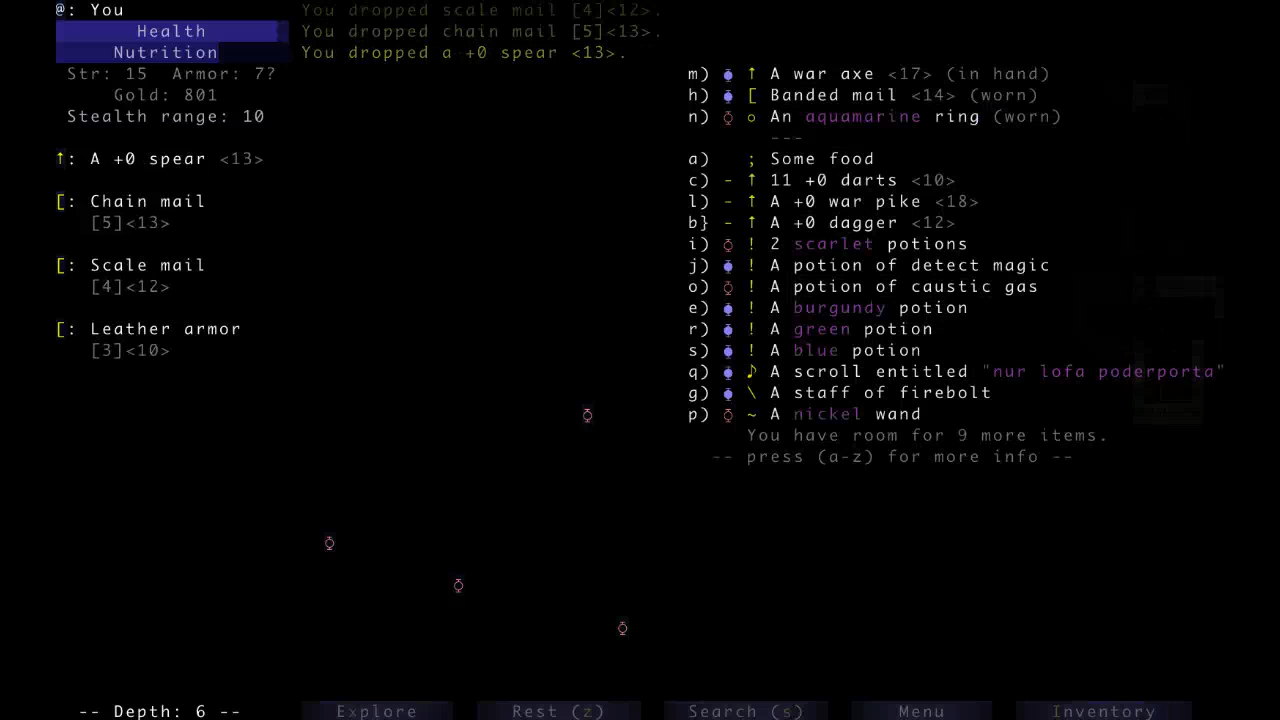 @: You
You dropped scale mail [4]<12>.
Health
You dropped chain mail [5]<13>.
Nutrition
You dropped a +0 spear <13>.
Str: 15 Armor: 7?
Gold: 801
Stealth range: 10
↑: A +0 spear <13>
[: Chain mail
[5]<13>
[: Scale mail
[4]<12>
[: Leather armor
[3]<10>
m) ↑ A war axe <17> (in hand)
h) [ Banded mail <14> (worn)
n) o An aquamarine ring (worn)
---
a) ; Some food
c) - ↑ 11 +0 darts <10>
l) - ↑ A +0 war pike <18>
b} - ↑ A +0 dagger <12>
i) ! 2 scarlet potions
j) ! A potion of detect magic
o) ! A potion of caustic gas
e) ! A burgundy potion
r) ! A green potion
s) ! A blue potion
q) ♪ A scroll entitled "nur lofa poderporta"
g) \ A staff of firebolt
p) ~ A nickel wand
You have room for 9 more items.
-- press (a-z) for more info --
-- Depth: 6 --
Explore
Rest (z)
Search (s)
Menu
Inventory